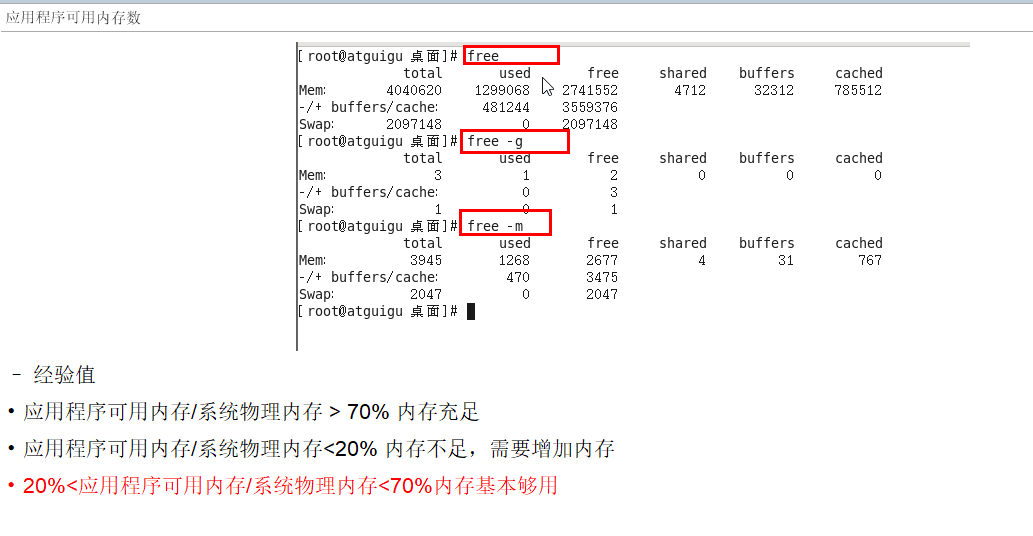 应用程序可用内存数
[root@atguigu 桌面]# free
total used free shared buffers cached
Mem: 4040620 1299068 2741552 4712 32312 785512
-/+ buffers/cache: 481244 3559376
Swap: 2097148 0 2097148
[root@atguigu 桌面]# free -g
total used free shared buffers cached
Mem: 3 1 2 0 0 0
-/+ buffers/cache: 0 3
Swap: 1 0 1
[root@atguigu 桌面]# free -m
total used free shared buffers cached
Mem: 3945 1268 2677 4 31 767
-/+ buffers/cache: 470 3475
Swap: 2047 0 2047
[root@atguigu 桌面]#
– 经验值
• 应用程序可用内存/系统物理内存 > 70% 内存充足
• 应用程序可用内存/系统物理内存<20% 内存不足，需要增加内存
• 20%<应用程序可用内存/系统物理内存<70%内存基本够用